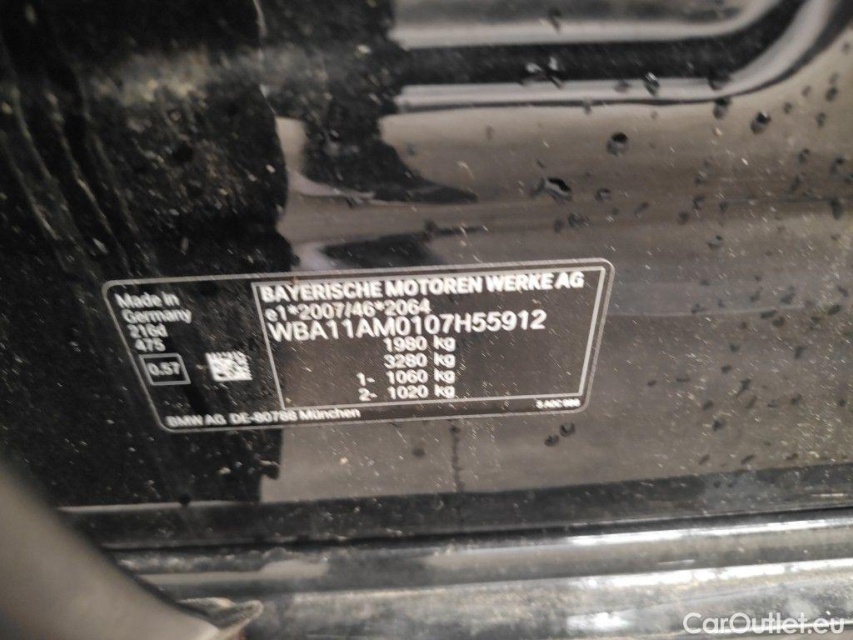 Made in
Germany
216d
475
0.57
BAYERISCHE MOTOREN WERKE AG
e1*2007/46*2064
WBA11AM0107H55912
1980 kg
3280 kg
1- 1060 kg
2- 1020 kg
BMW AG DE-80788 München
CarOutlet.eu